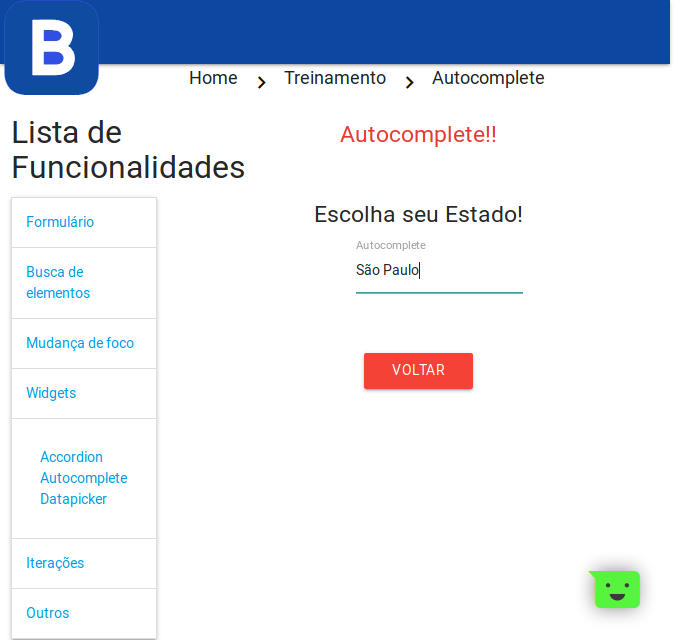 B
Home > Treinamento > Autocomplete
Lista de
Funcionalidades
Autocomplete!!
Formulário
Busca de
elementos
Mudança de foco
Widgets
Accordion
Autocomplete
Datapicker
Iterações
Outros
Escolha seu Estado!
Autocomplete
São Paulo
VOLTAR